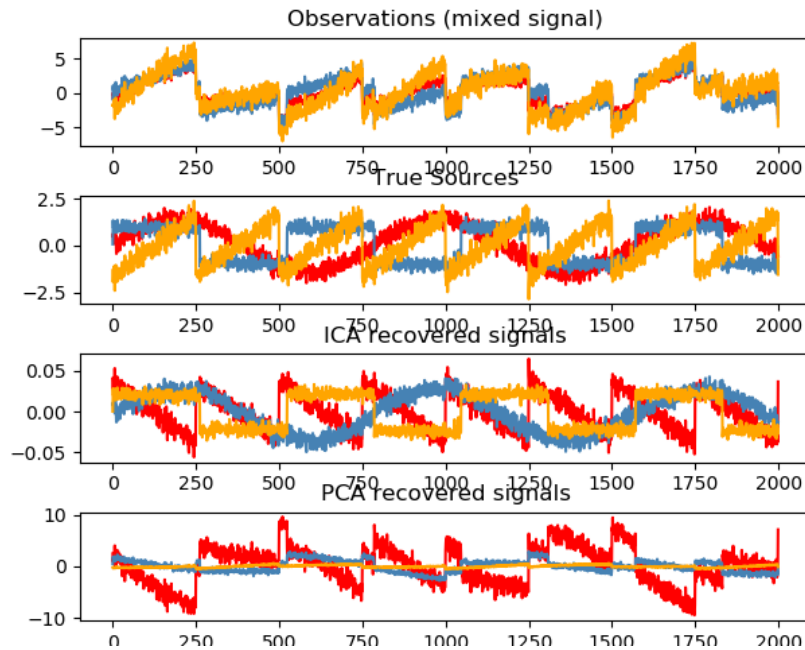 Observations (mixed signal)
5
0
−5
0 250 500 750 1000 1250 1500 1750 2000
True Sources
2.5
0.0
−2.5
0 250 500 750 1000 1250 1500 1750 2000
ICA recovered signals
0.05
0.00
−0.05
0 250 500 750 1000 1250 1500 1750 2000
PCA recovered signals
10
0
−10
0 250 500 750 1000 1250 1500 1750 2000